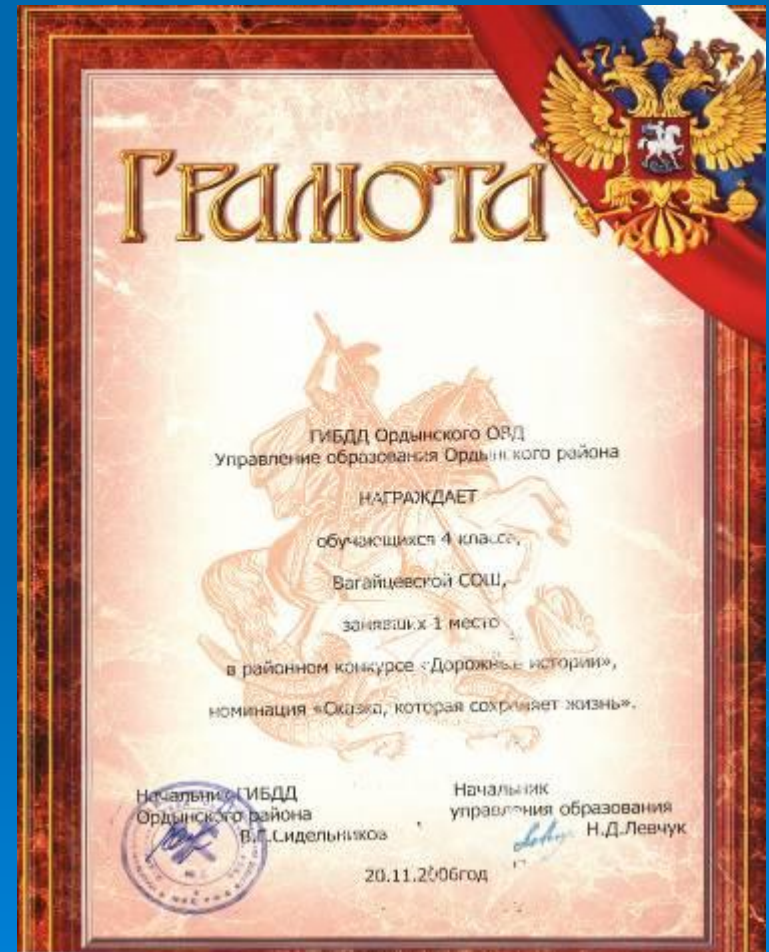 Грамота
ГИБДД Ордынского ОВД
Управление образования Ордынского района
НАГРАЖДАЕТ
обучающихся 4 класса,
Вагайцевской СОШ,
занявших 1 место
в районном конкурсе «Дорожные истории»,
номинация «Сказка, которая сохраняет жизнь».
Начальник ГИБДД
Ордынского района
В.Г.Сидельников
Начальник
управления образования
Н.Д.Левчук
20.11.2006год